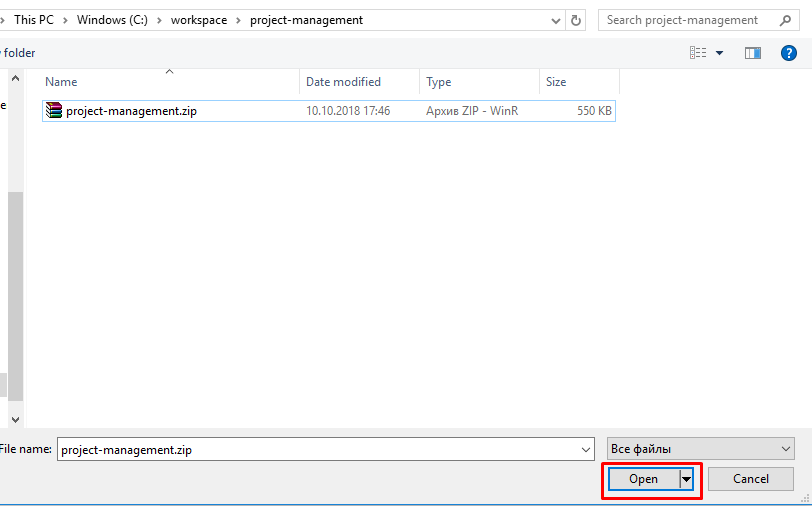 This PC > Windows (C:) > workspace > project-management
Search project-management
folder
Name Date modified Type Size
project-management.zip 10.10.2018 17:46 Архив ZIP - WinR 550 KB
File name: project-management.zip Все файлы
Open Cancel